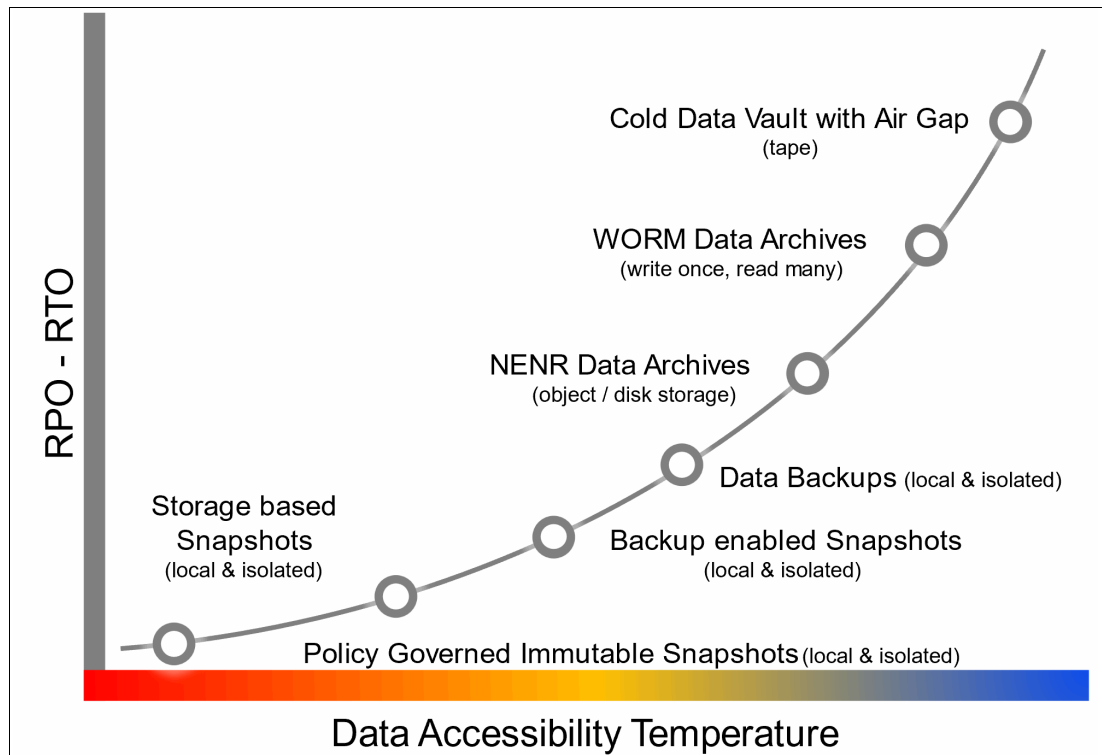 Cold Data Vault with Air Gap
(tape)
WORM Data Archives
(write once, read many)
NENR Data Archives
(object / disk storage)
RPO - RTO
Data Backups (local & isolated)
Storage based
Snapshots
(local & isolated)
Backup enabled Snapshots
(local & isolated)
Policy Governed Immutable Snapshots (local & isolated)
Data Accessibility Temperature